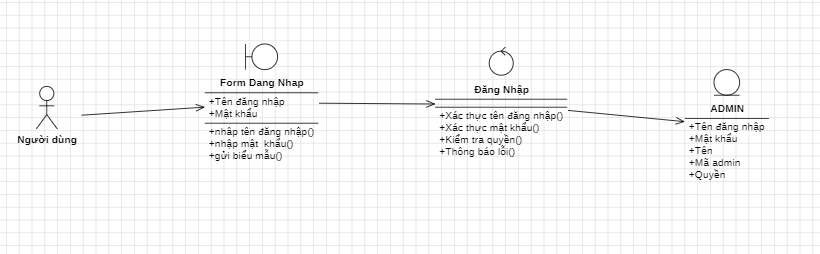 Người dùng
Form Dang Nhap
+Tên đăng nhập
+Mật khẩu
+nhập tên đăng nhập()
+nhập mật khẩu()
+gửi biểu mẫu()
Đăng Nhập
+Xác thực tên đăng nhập()
+Xác thực mật khẩu()
+Kiểm tra quyền()
+Thông báo lỗi()
ADMIN
+Tên đăng nhập
+Mật khẩu
+Tên
+Mã admin
+Quyền